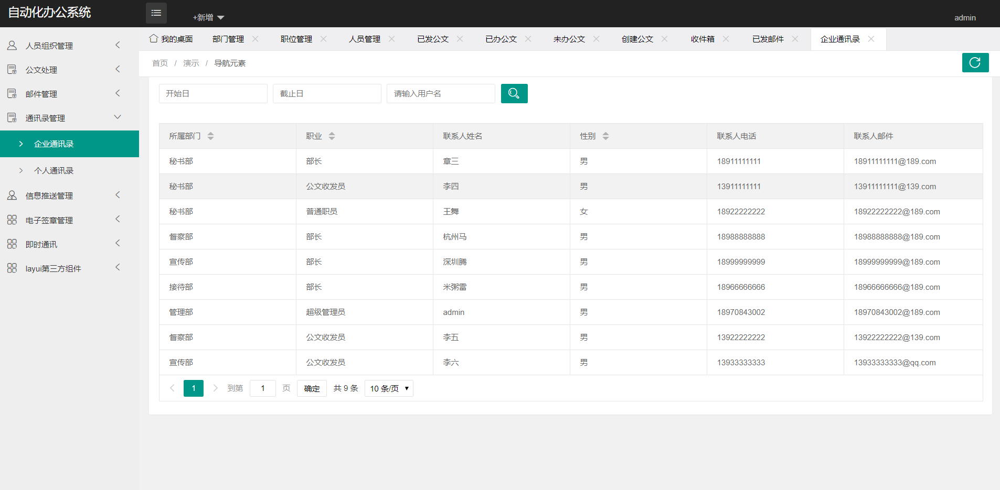 自动化办公系统
+新增
admin
人员组织管理
公文处理
邮件管理
通讯录管理
企业通讯录
个人通讯录
信息推送管理
电子签章管理
即时通讯
layui第三方组件
我的桌面 部门管理 职位管理 人员管理 已发公文 已办公文 未办公文 创建公文 收件箱 已发邮件 企业通讯录
首页 / 演示 / 导航元素
开始日 截止日 请输入用户名
所属部门 职业 联系人姓名 性别 联系人电话 联系人邮件
秘书部 部长 章三 男 18911111111 18911111111@189.com
秘书部 公文收发员 李四 男 13911111111 13911111111@139.com
秘书部 普通职员 王舞 女 18922222222 18922222222@189.com
督察部 部长 杭州马 男 18988888888 18988888888@189.com
宣传部 部长 深圳腾 男 18999999999 18999999999@189.com
接待部 部长 米粥雷 男 18966666666 18966666666@189.com
管理部 超级管理员 admin 男 18970843002 18970843002@189.com
督察部 公文收发员 李五 男 13922222222 13922222222@139.com
宣传部 公文收发员 李六 男 13933333333 13933333333@qq.com
1 到第 1 页 确定 共 9 条 10 条/页